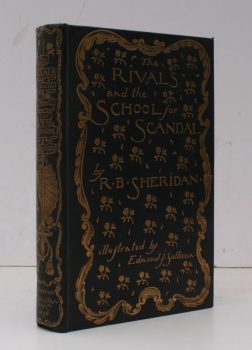 The
RIVALS
and the
SCHOOL for
SCANDAL
by R·B·SHERIDAN·
illustrated by
Edmund J Sullivan